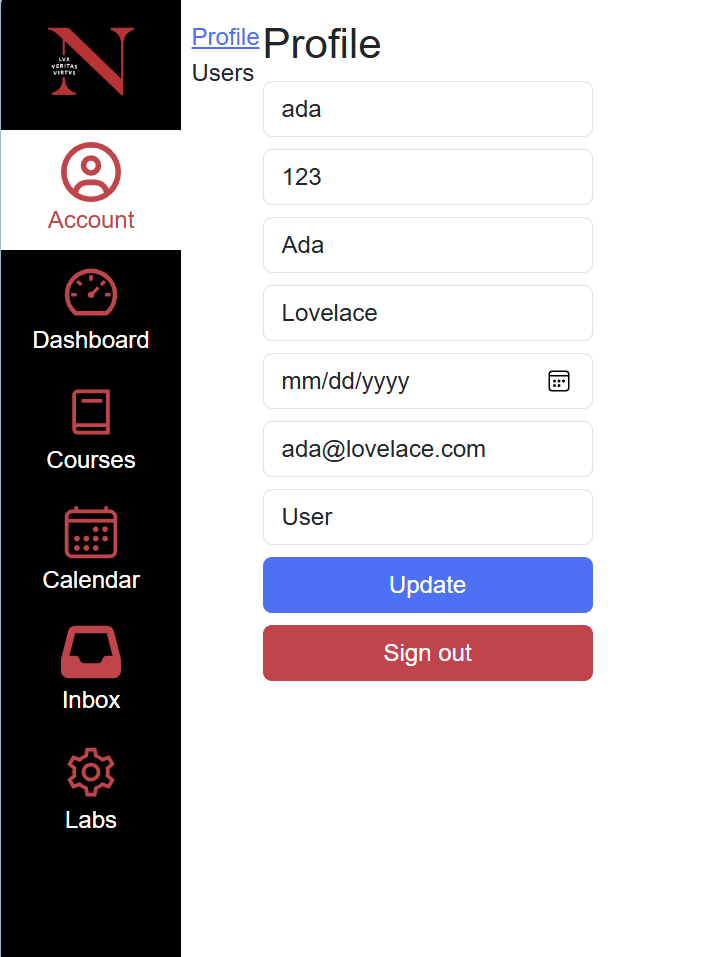 LVX
VERITAS
VIRTVS
Account
Dashboard
Courses
Calendar
Inbox
Labs
Profile
Users
Profile
ada
123
Ada
Lovelace
mm/dd/yyyy
ada@lovelace.com
User
Update
Sign out